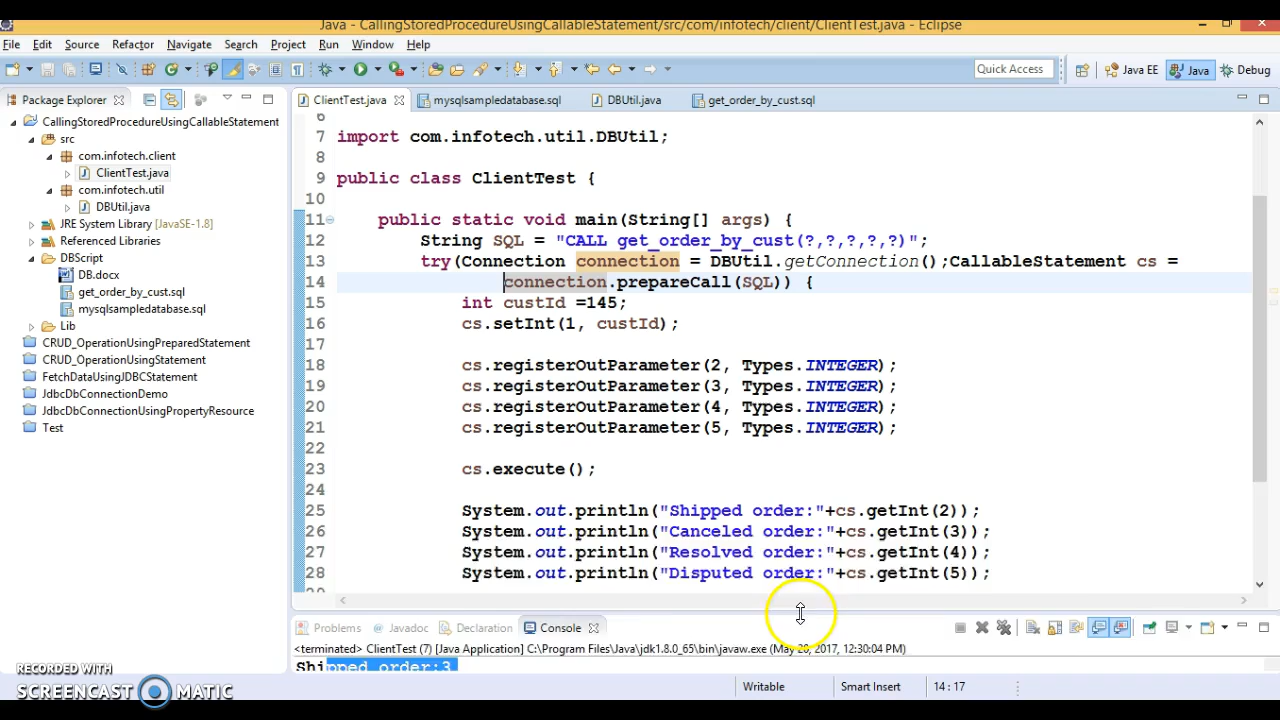 Java - CallingStoredProcedureUsingCallableStatement/src/com/infotech/client/ClientTest.java - Eclipse
File Edit Source Refactor Navigate Search Project Run Window Help
Quick Access Java EE Java Debug
Package Explorer
CallingStoredProcedureUsingCallableStatement
src
com.infotech.client
ClientTest.java
com.infotech.util
DBUtil.java
JRE System Library [JavaSE-1.8]
Referenced Libraries
DBScript
DB.docx
get_order_by_cust.sql
mysqlsampledatabase.sql
Lib
CRUD_OperationUsingPreparedStatement
CRUD_OperationUsingStatement
FetchDataUsingJDBCStatement
JdbcDbConnectionDemo
JdbcDbConnectionUsingPropertyResource
Test
ClientTest.java mysqlsampledatabase.sql DBUtil.java get_order_by_cust.sql
6
7 import com.infotech.util.DBUtil;
8
9 public class ClientTest {
10
11 public static void main(String[] args) {
12 String SQL = "CALL get_order_by_cust(?,?,?,?,?)";
13 try(Connection connection = DBUtil.getConnection();CallableStatement cs =
14 connection.prepareCall(SQL)) {
15 int custId =145;
16 cs.setInt(1, custId);
17
18 cs.registerOutParameter(2, Types.INTEGER);
19 cs.registerOutParameter(3, Types.INTEGER);
20 cs.registerOutParameter(4, Types.INTEGER);
21 cs.registerOutParameter(5, Types.INTEGER);
22
23 cs.execute();
24
25 System.out.println("Shipped order:"+cs.getInt(2));
26 System.out.println("Canceled order:"+cs.getInt(3));
27 System.out.println("Resolved order:"+cs.getInt(4));
28 System.out.println("Disputed order:"+cs.getInt(5));
Problems Javadoc Declaration Console
<terminated> ClientTest (7) [Java Application] C:\Program Files\Java\jdk1.8.0_65\bin\javaw.exe (May 20, 2017, 12:30:04 PM)
Shipped order:3
Writable Smart Insert 14 : 17
RECORDED WITH
SCREENCAST MATIC